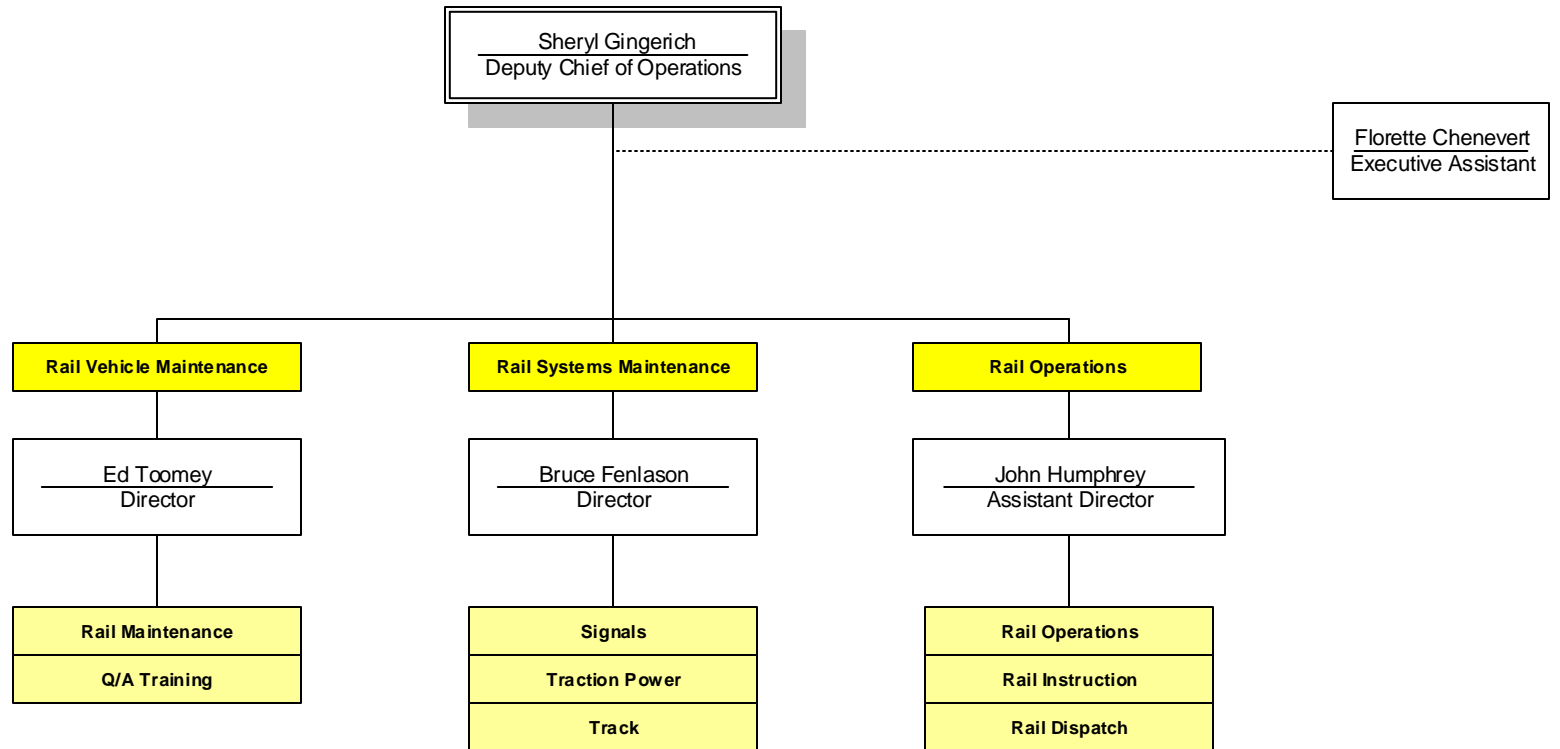 Sheryl Gingerich
Deputy Chief of Operations
Florette Chenevert
Executive Assistant
Rail Vehicle Maintenance
Rail Systems Maintenance
Rail Operations
Ed Toomey
Director
Bruce Fenlason
Director
John Humphrey
Assistant Director
Rail Maintenance
Q/A Training
Signals
Traction Power
Track
Rail Operations
Rail Instruction
Rail Dispatch